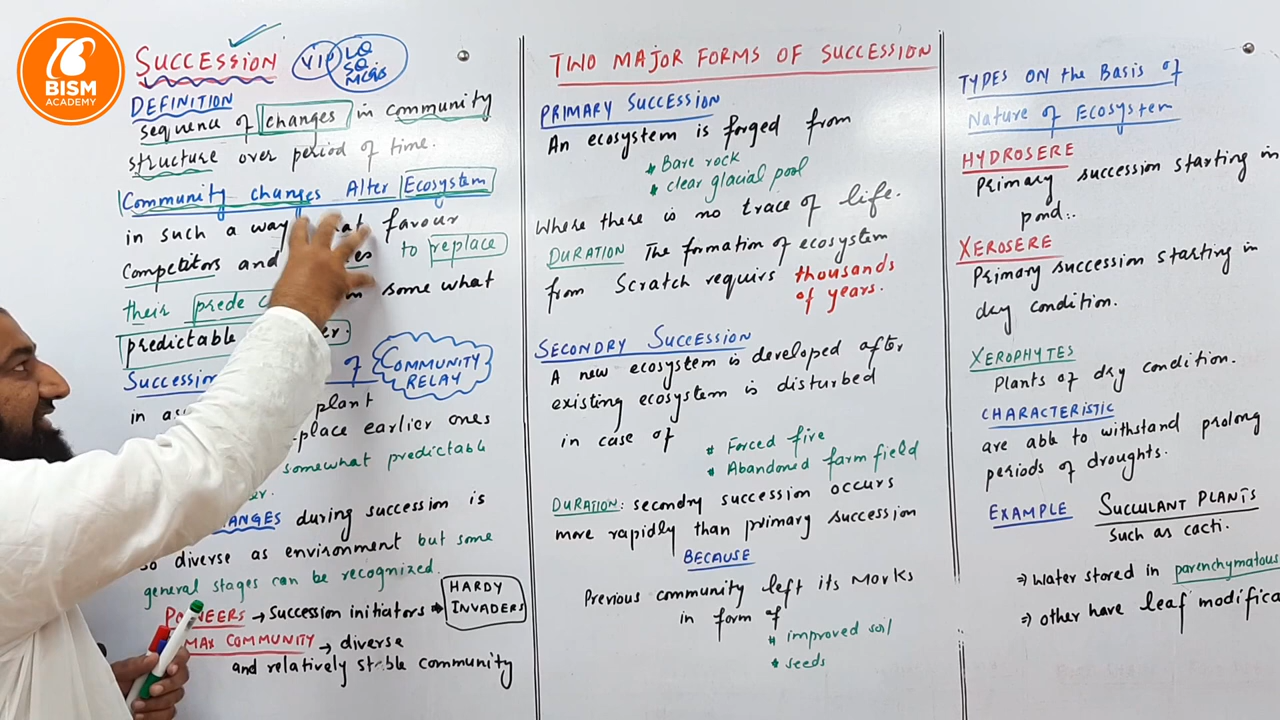 BISM
ACADEMY
SUCCESSION
VIP LQ
SQ
MCQs
DEFINITION
sequence of changes in community
structure over period of time.
Community changes Alter Ecosystem
in such a way favour
Competitors and to replace
their some what
predictable
Succession of COMMUNITY
RELAY
in plant
place earlier ones
somewhat predictable
during succession is
so diverse as environment but some
general stages can be recognized.
→ Succession initiators ⇒ HARDY
INVADERS
MAX COMMUNITY → diverse
and relatively stable community
TWO MAJOR FORMS OF SUCCESSION
PRIMARY SUCCESSION
An ecosystem is forged from
* Bare rock
* clear glacial pool
Where there is no trace of life.
DURATION The formation of ecosystem
from Scratch requirs thousands
of years.
SECONDRY SUCCESSION
A new ecosystem is developed after
existing ecosystem is disturbed
in case of
* Forced fire
* Abandoned farm field
DURATION: secondry succession occurs
more rapidly than primary succession
BECAUSE
Previous community left its Marks
in form of
* improved soil
* seeds
TYPES ON the Basis of
Nature of Ecosystem
HYDROSERE
Primary succession starting in
pond..
XEROSERE
Primary succession starting in
dry condition.
XEROPHYTES
Plants of dry condition.
CHARACTERISTIC
are able to withstand prolong
periods of droughts.
EXAMPLE SUCCULANT PLANTS
such as cacti.
⇒ Water stored in parenchymatous
⇒ other have leaf modifica